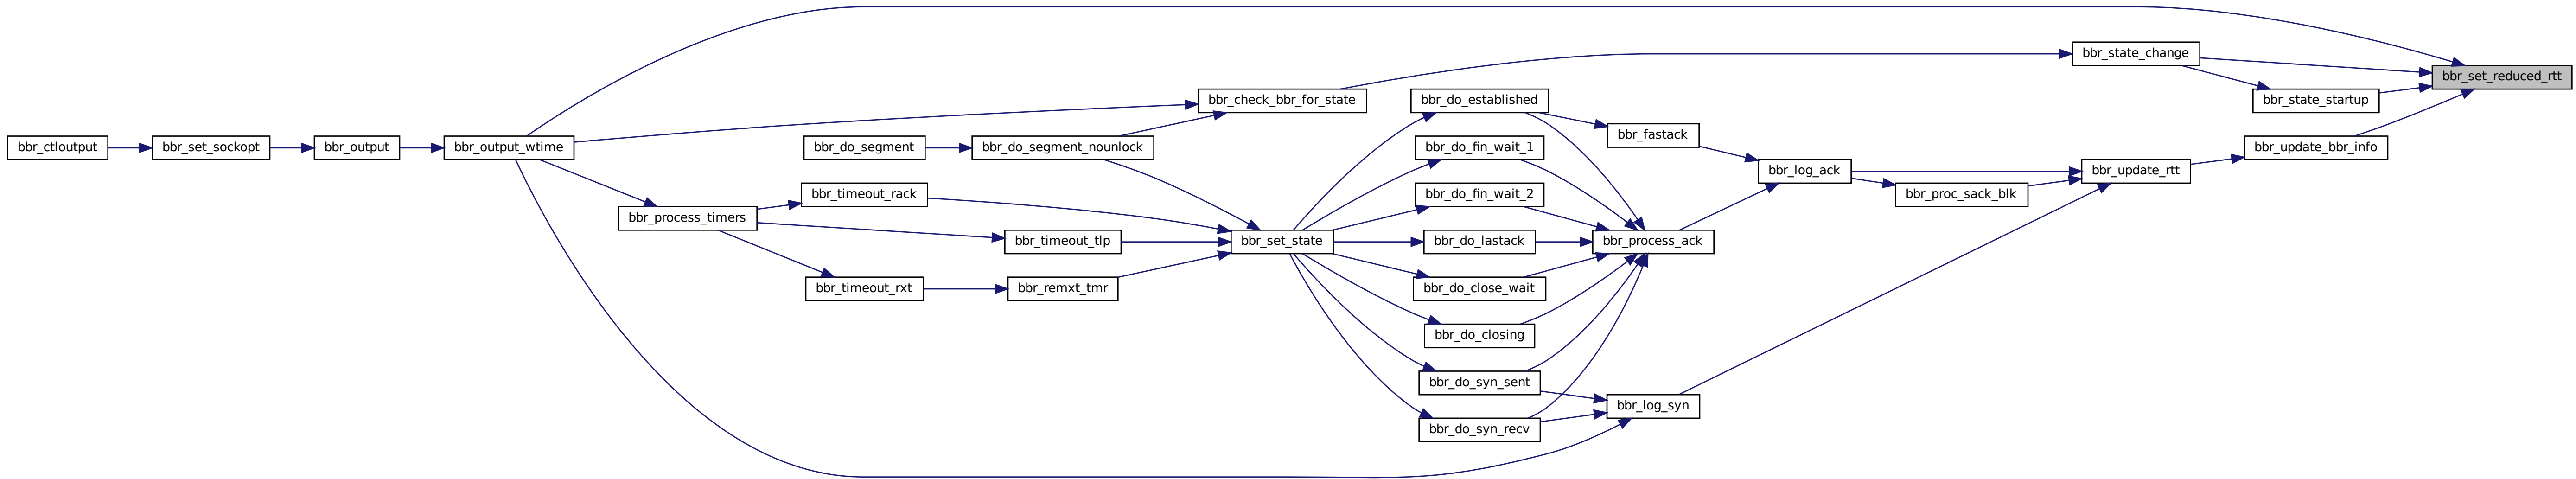 bbr_ctloutput
bbr_set_sockopt
bbr_output
bbr_output_wtime
bbr_process_timers
bbr_do_segment
bbr_timeout_rack
bbr_timeout_rxt
bbr_do_segment_nounlock
bbr_timeout_tlp
bbr_remxt_tmr
bbr_check_bbr_for_state
bbr_set_state
bbr_do_established
bbr_do_fin_wait_1
bbr_do_fin_wait_2
bbr_do_lastack
bbr_do_close_wait
bbr_do_closing
bbr_do_syn_sent
bbr_do_syn_recv
bbr_fastack
bbr_process_ack
bbr_log_syn
bbr_log_ack
bbr_proc_sack_blk
bbr_state_change
bbr_update_rtt
bbr_state_startup
bbr_update_bbr_info
bbr_set_reduced_rtt